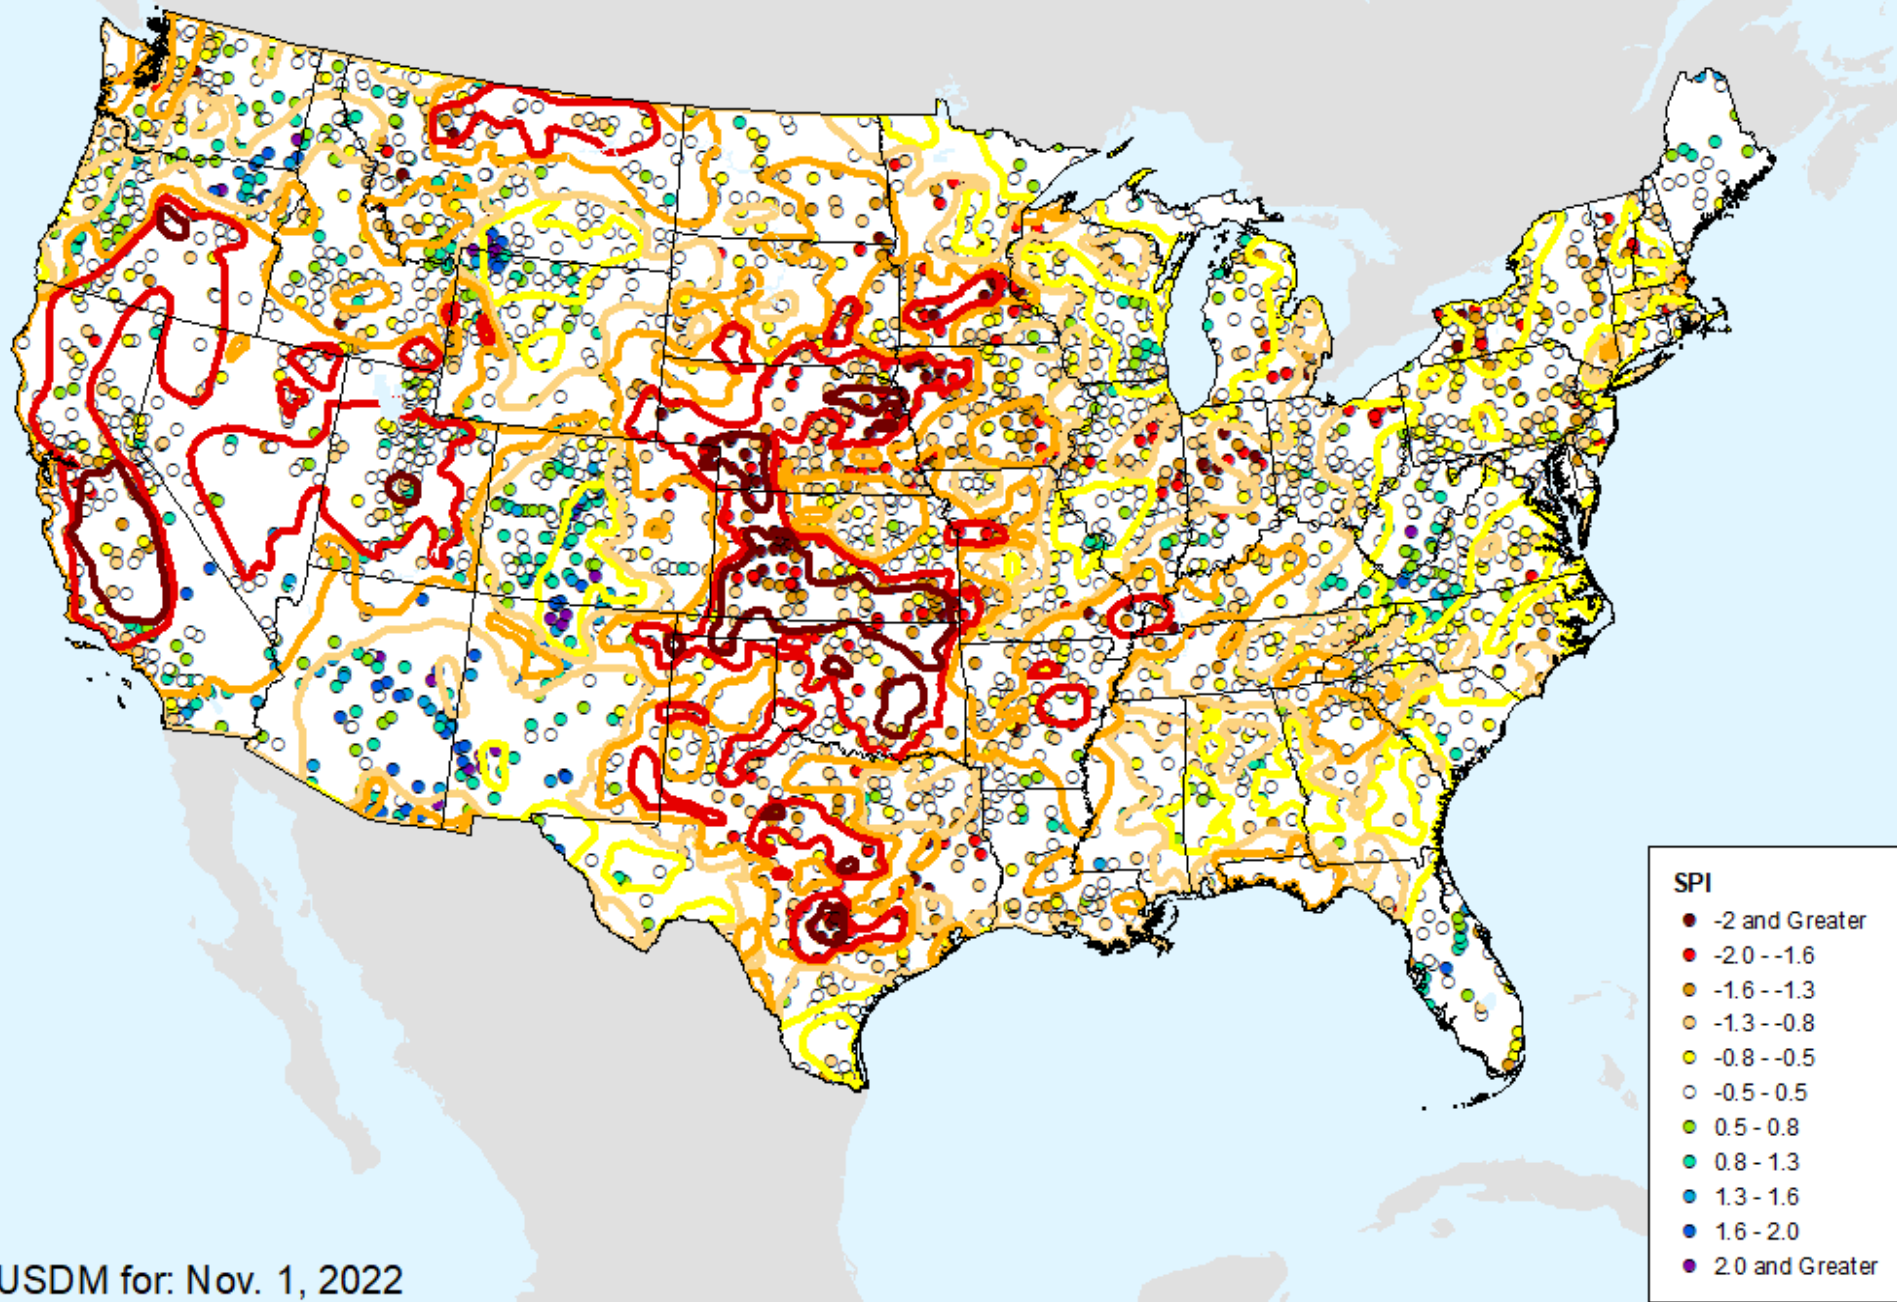 SPI
-2 and Greater
-2.0 - -1.6
-1.6 - -1.3
-1.3 - -0.8
-0.8 - -0.5
-0.5 - 0.5
0.5 - 0.8
0.8 - 1.3
1.3 - 1.6
1.6 - 2.0
2.0 and Greater
USDM for: Nov. 1, 2022